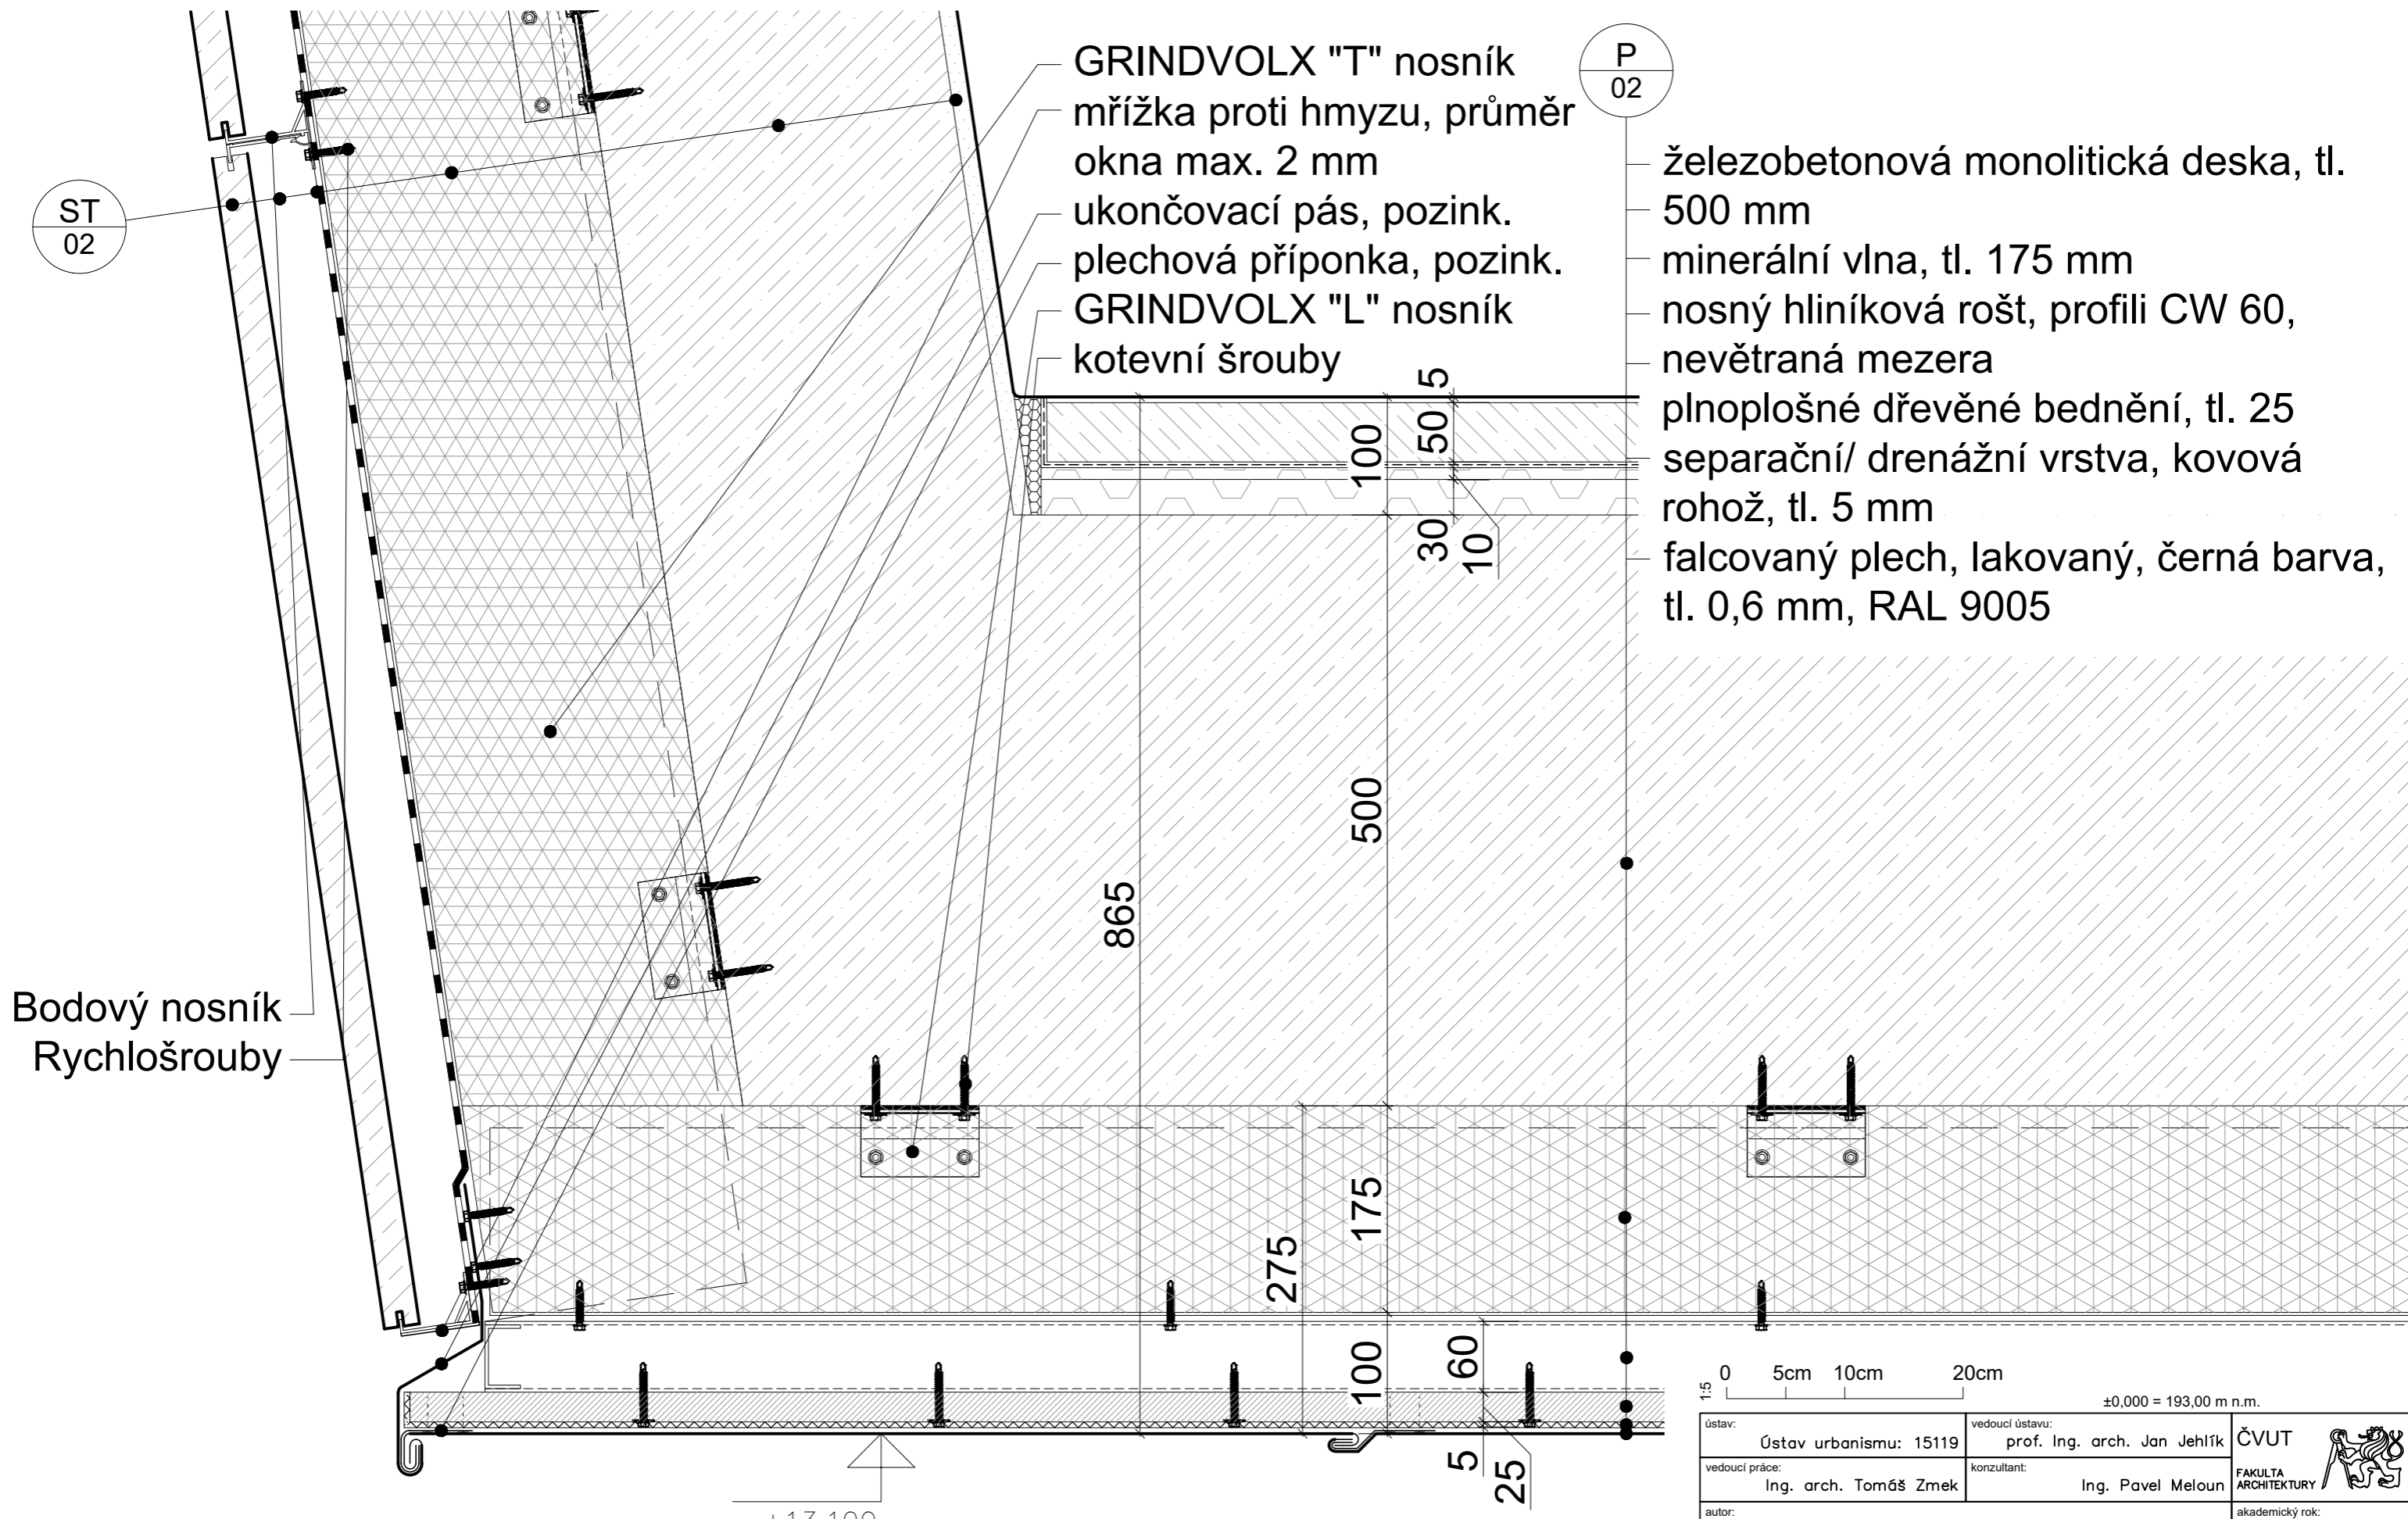 GRINDVOLX "T" nosník
mřížka proti hmyzu, průměr
okna max. 2 mm
ukončovací pás, pozink.
plechová příponka, pozink.
GRINDVOLX "L" nosník
kotevní šrouby
P
02
železobetonová monolitická deska, tl.
500 mm
minerální vlna, tl. 175 mm
nosný hliníková rošt, profili CW 60,
nevětraná mezera
plnoplošné dřevěné bednění, tl. 25
separační/ drenážní vrstva, kovová
rohož, tl. 5 mm
falcovaný plech, lakovaný, černá barva,
tl. 0,6 mm, RAL 9005
ST
02
5
50
100
30
10
500
865
Bodový nosník
Rychlošrouby
175
275
100
60
5
25
1:5
0 5cm 10cm 20cm
±0,000 = 193,00 m n.m.
ústav:
Ústav urbanismu: 15119
vedoucí ústavu:
prof. Ing. arch. Jan Jehlík
ČVUT
FAKULTA
ARCHITEKTURY
vedoucí práce:
Ing. arch. Tomáš Zmek
konzultant:
Ing. Pavel Meloun
autor:
akademický rok: